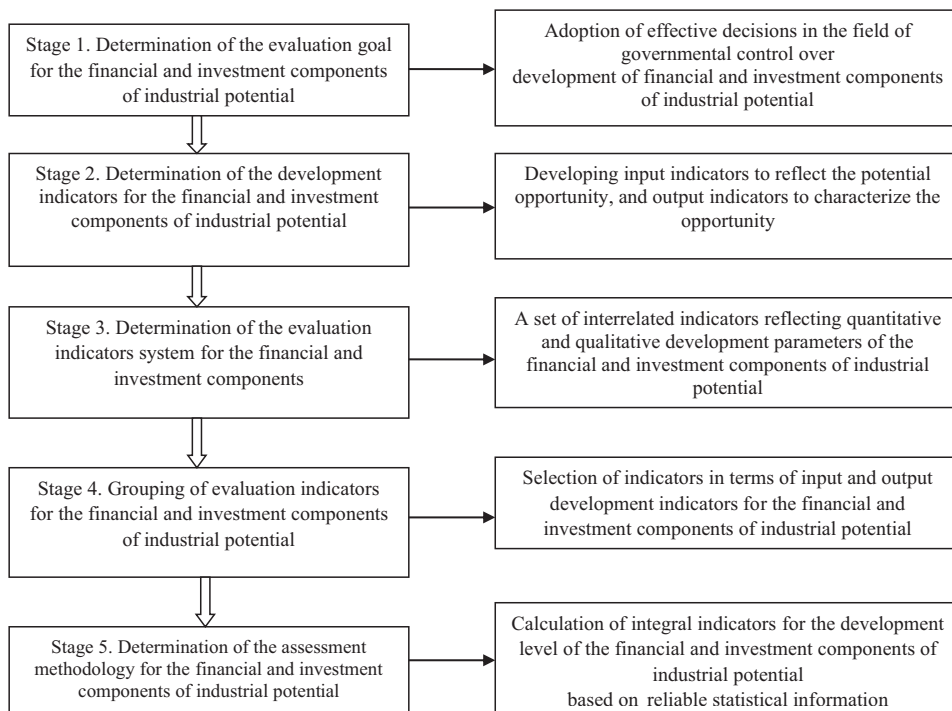 Stage 1. Determination of the evaluation goal
for the financial and investment components
of industrial potential
Adoption of effective decisions in the field of
governmental control over
development of financial and investment components
of industrial potential
Stage 2. Determination of the development
indicators for the financial and investment
components of industrial potential
Developing input indicators to reflect the potential
opportunity, and output indicators to characterize the
opportunity
Stage 3. Determination of the evaluation
indicators system for the financial and
investment components
A set of interrelated indicators reflecting quantitative
and qualitative development parameters of the
financial and investment components of industrial
potential
Stage 4. Grouping of evaluation indicators
for the financial and investment components
of industrial potential
Selection of indicators in terms of input and output
development indicators for the financial and
investment components of industrial potential
Stage 5. Determination of the assessment
methodology for the financial and investment
components of industrial potential
Calculation of integral indicators for the development
level of the financial and investment components of
industrial potential
based on reliable statistical information